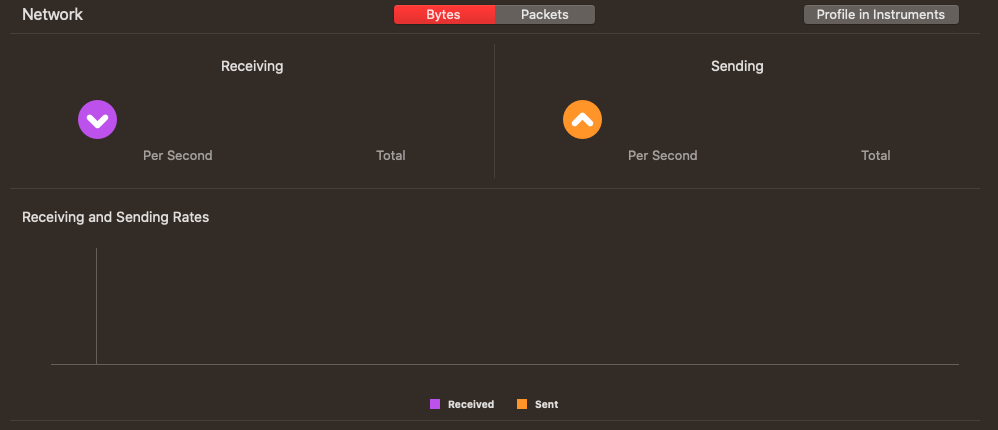 Network
Bytes
Packets
Profile in Instruments
Receiving
Sending
Per Second
Total
Per Second
Total
Receiving and Sending Rates
Received
Sent